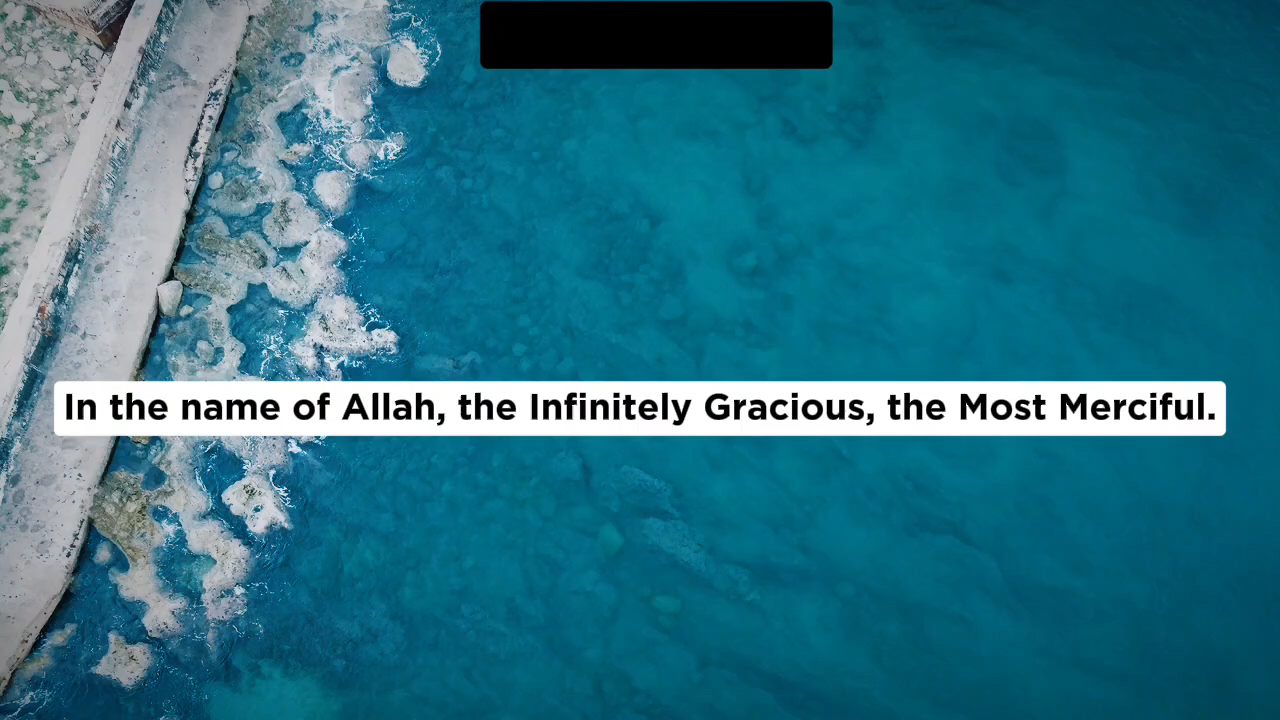 In the name of Allah, the Infinitely Gracious, the Most Merciful.